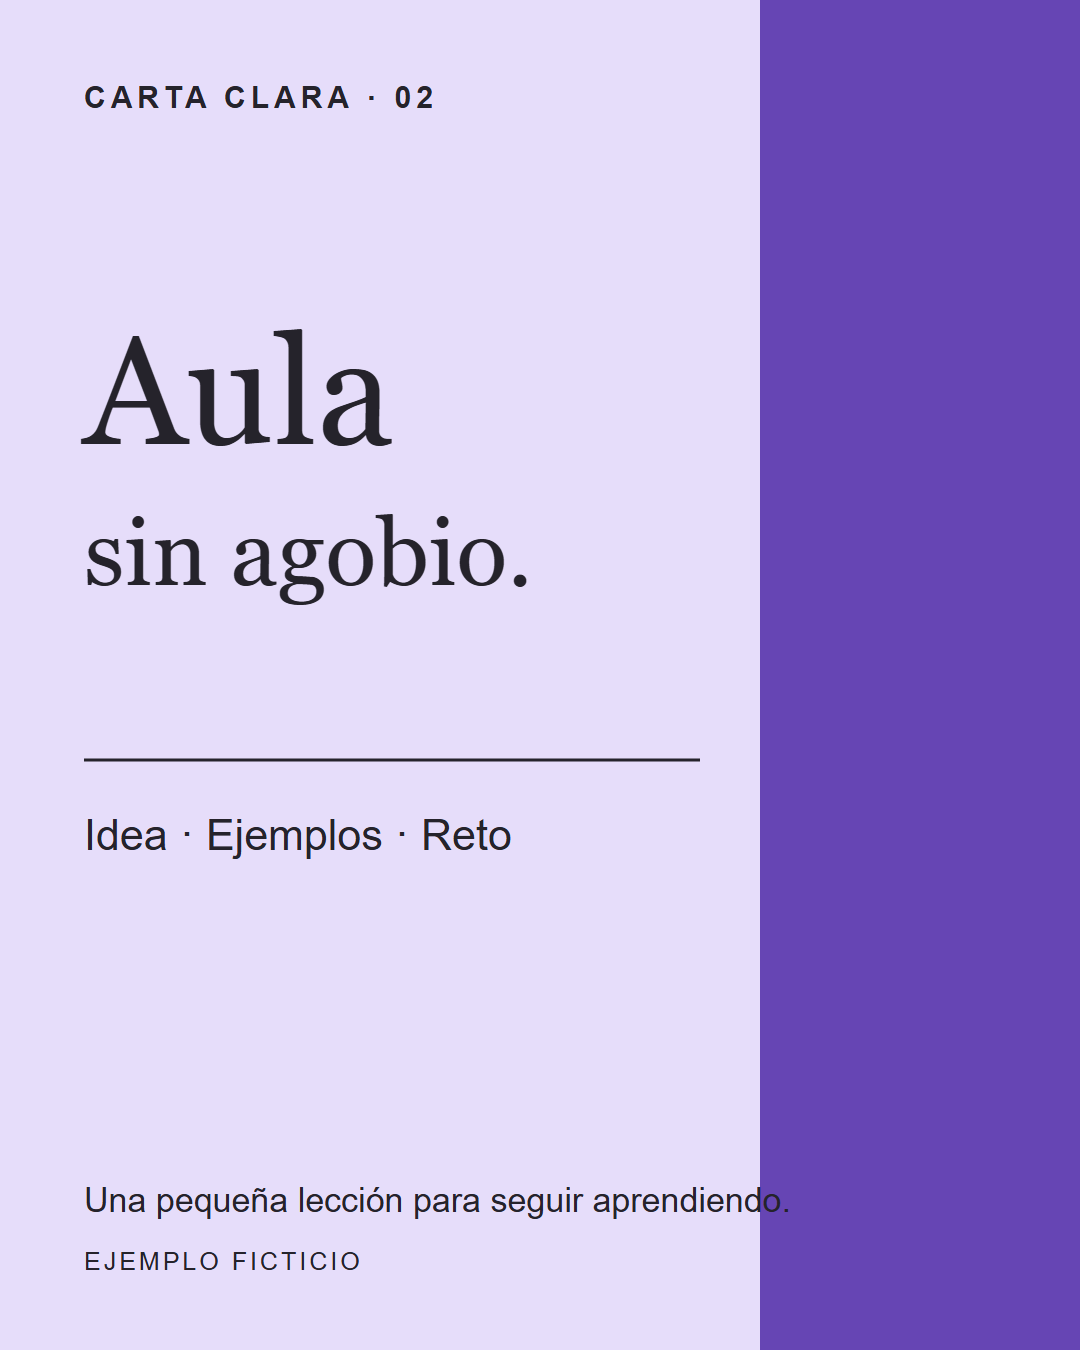 CARTA CLARA · 02
Aula
sin agobio.
Idea · Ejemplos · Reto
Una pequeña lección para seguir aprendiendo.
EJEMPLO FICTICIO